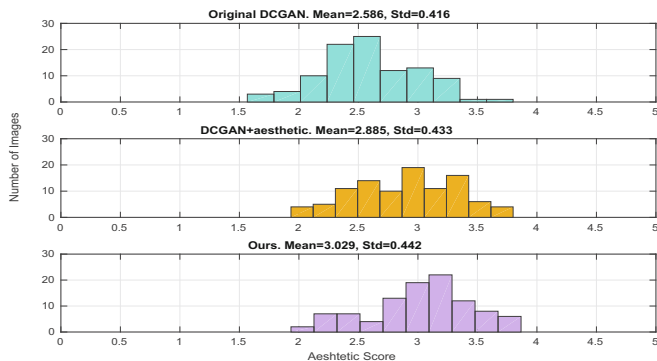 Original DCGAN. Mean=2.586, Std=0.416
30
20
10
0
0 0.5 1 1.5 2 2.5 3 3.5 4 4.5 5
DCGAN+aesthetic. Mean=2.885, Std=0.433
Number of Images
30
20
10
0
0 0.5 1 1.5 2 2.5 3 3.5 4 4.5 5
Ours. Mean=3.029, Std=0.442
30
20
10
0
0 0.5 1 1.5 2 2.5 3 3.5 4 4.5 5
Aeshtetic Score